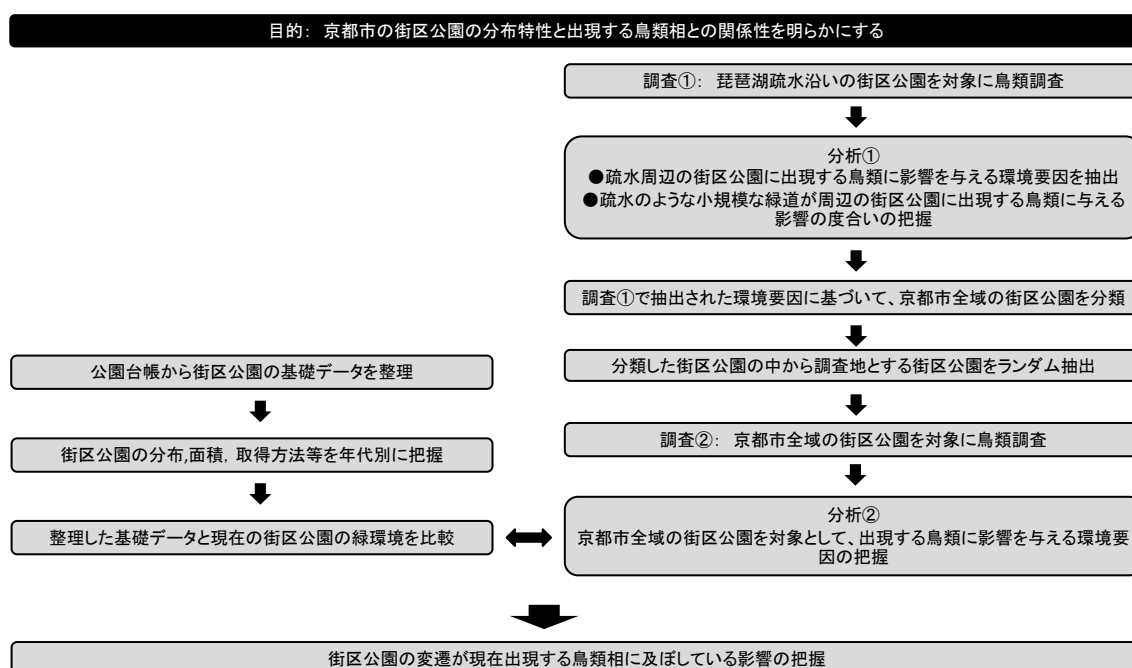 目的： 京都市の街区公園の分布特性と出現する鳥類相との関係性を明らかにする
調査①： 琵琶湖疏水沿いの街区公園を対象に鳥類調査
分析①
●疏水周辺の街区公園に出現する鳥類に影響を与える環境要因を抽出
●疏水のような小規模な緑道が周辺の街区公園に出現する鳥類に与える
影響の度合いの把握
調査①で抽出された環境要因に基づいて、京都市全域の街区公園を分類
分類した街区公園の中から調査地とする街区公園をランダム抽出
調査②： 京都市全域の街区公園を対象に鳥類調査
分析②
京都市全域の街区公園を対象として、出現する鳥類に影響を与える環境要
因の把握
公園台帳から街区公園の基礎データを整理
街区公園の分布,面積，取得方法等を年代別に把握
整理した基礎データと現在の街区公園の緑環境を比較
街区公園の変遷が現在出現する鳥類相に及ぼしている影響の把握